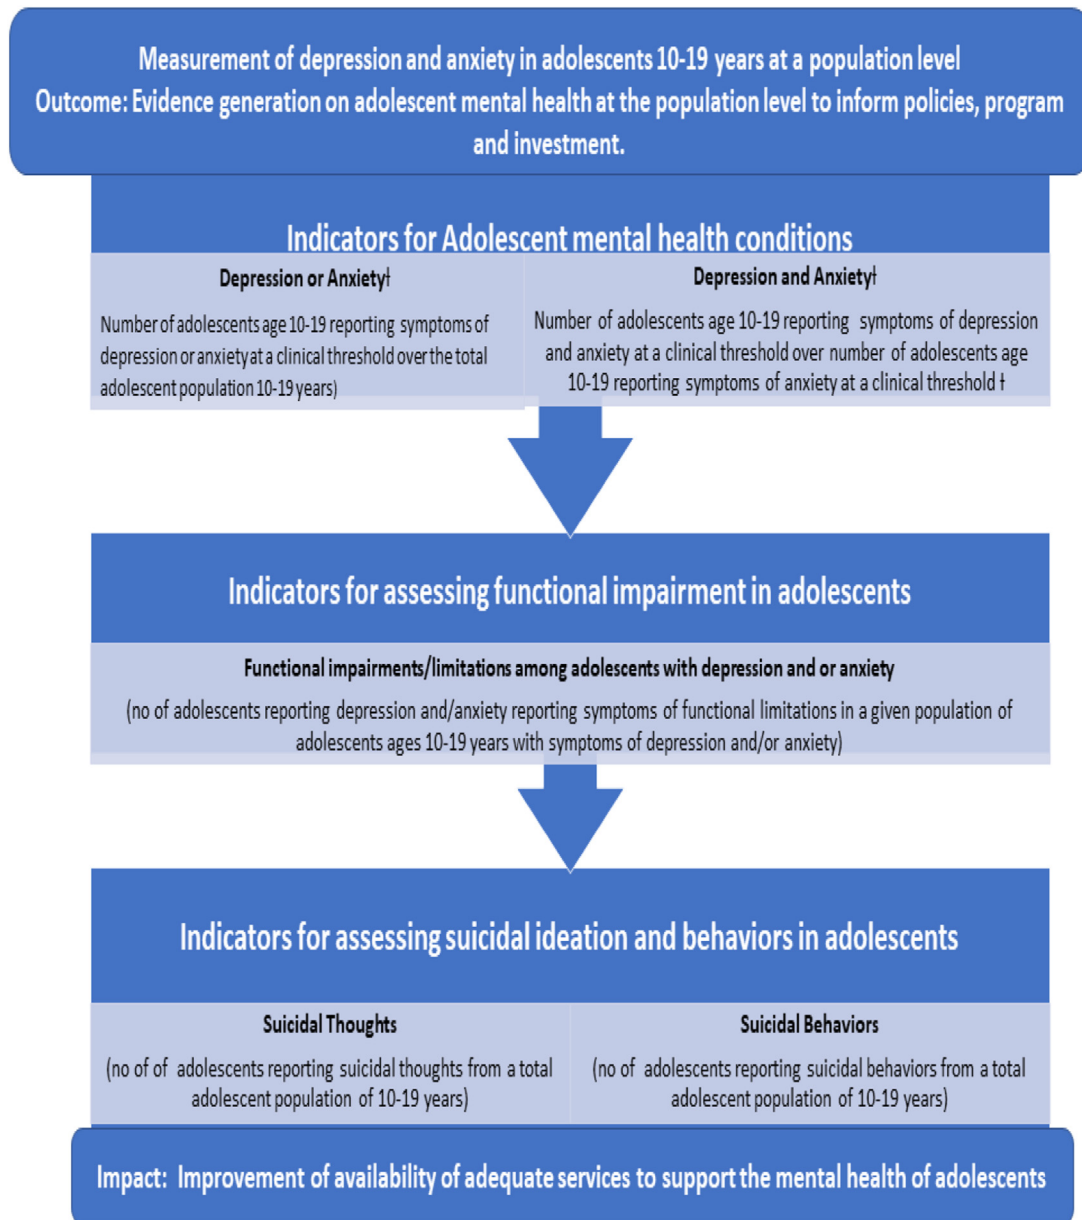 Measurement of depression and anxiety in adolescents 10-19 years at a population level
Outcome: Evidence generation on adolescent mental health at the population level to inform policies, program
and investment.
Indicators for Adolescent mental health conditions
Depression or Anxiety†
Number of adolescents age 10-19 reporting symptoms of
depression or anxiety at a clinical threshold over the total
adolescent population 10-19 years)
Depression and Anxiety†
Number of adolescents age 10-19 reporting symptoms of depression
and anxiety at a clinical threshold over number of adolescents age
10-19 reporting symptoms of anxiety at a clinical threshold †
Indicators for assessing functional impairment in adolescents
Functional impairments/limitations among adolescents with depression and or anxiety
(no of adolescents reporting depression and/anxiety reporting symptoms of functional limitations in a given population of
adolescents ages 10-19 years with symptoms of depression and/or anxiety)
Indicators for assessing suicidal ideation and behaviors in adolescents
Suicidal Thoughts
(no of of adolescents reporting suicidal thoughts from a total
adolescent population of 10-19 years)
Suicidal Behaviors
(no of adolescents reporting suicidal behaviors from a total
adolescent population of 10-19 years)
Impact: Improvement of availability of adequate services to support the mental health of adolescents